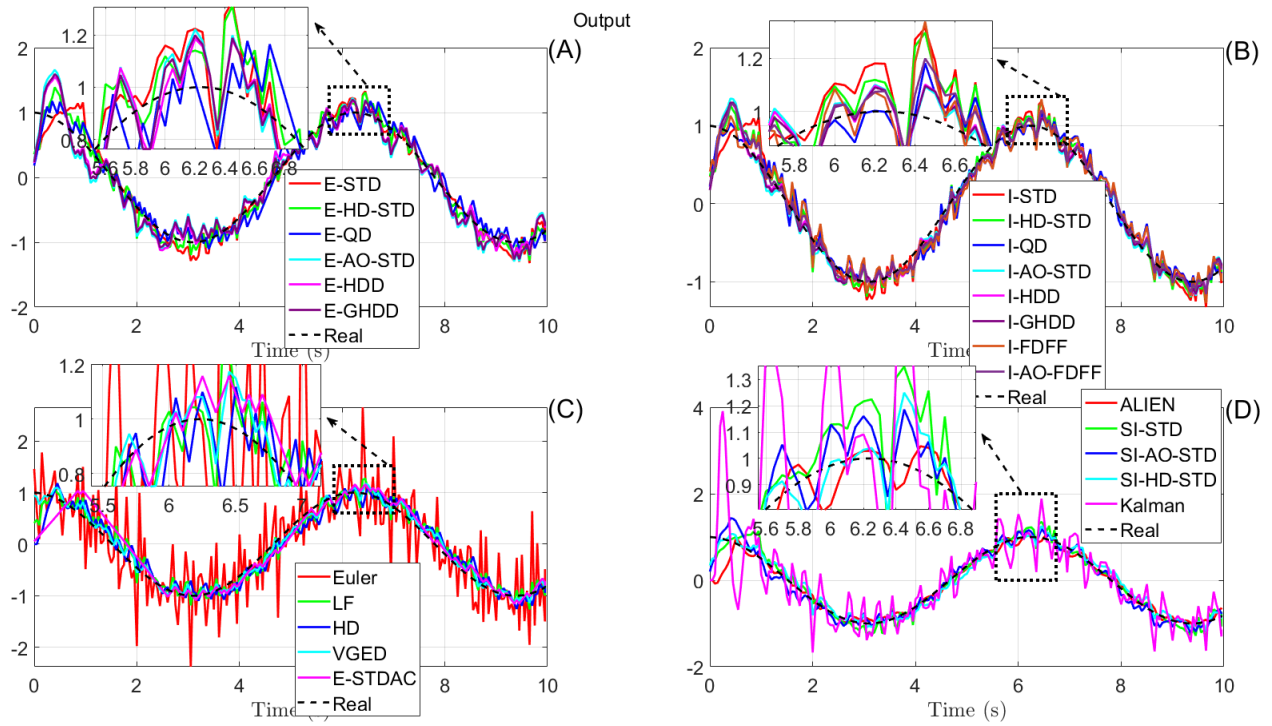 Output
(A)
1.2
1
0.8
5.6 5.8 6 6.2 6.4 6.6 6.8
2
1
0
-1
-2
0 2 4 6 8 10
Time (s)
E-STD
E-HD-STD
E-QD
E-AO-STD
E-HDD
E-GHDD
Real
(B)
1.2
1
5.8 6 6.2 6.4 6.6
2
1
0
-1
0 2 4 6 8 10
I-STD
I-HD-STD
I-QD
I-AO-STD
I-HDD
I-GHDD
I-FDFF
I-AO-FDFF
Real
(C)
1.2
1
0.8
5.5 6 6.5 7
2
1
0
-1
-2
0 2 4 6 8 10
Time (s)
Euler
LF
HD
VGED
E-STDAC
Real
(D)
1.3
1.2
1.1
1
0.9
5.6 5.8 6 6.2 6.4 6.6 6.8
4
2
0
-2
0 2 4 6 8 10
Time (s)
ALIEN
SI-STD
SI-AO-STD
SI-HD-STD
Kalman
Real